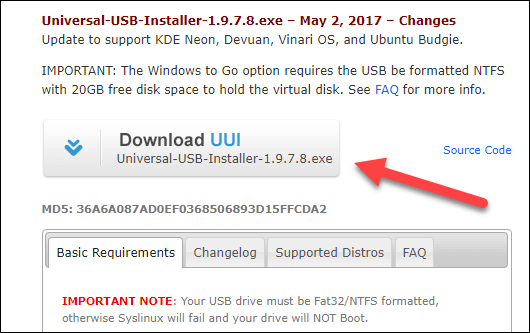 Universal-USB-Installer-1.9.7.8.exe – May 2, 2017 – Changes
Update to support KDE Neon, Devuan, Vinari OS, and Ubuntu Budgie.
IMPORTANT: The Windows to Go option requires the USB be formatted NTFS
with 20GB free disk space to hold the virtual disk. See FAQ for more info.
Download UUI
Universal-USB-Installer-1.9.7.8.exe
Source Code
MD5: 36A6A087AD0EF0368506893D15FFCDA2
Basic Requirements Changelog Supported Distros FAQ
IMPORTANT NOTE: Your USB drive must be Fat32/NTFS formatted,
otherwise Syslinux will fail and your drive will NOT Boot.